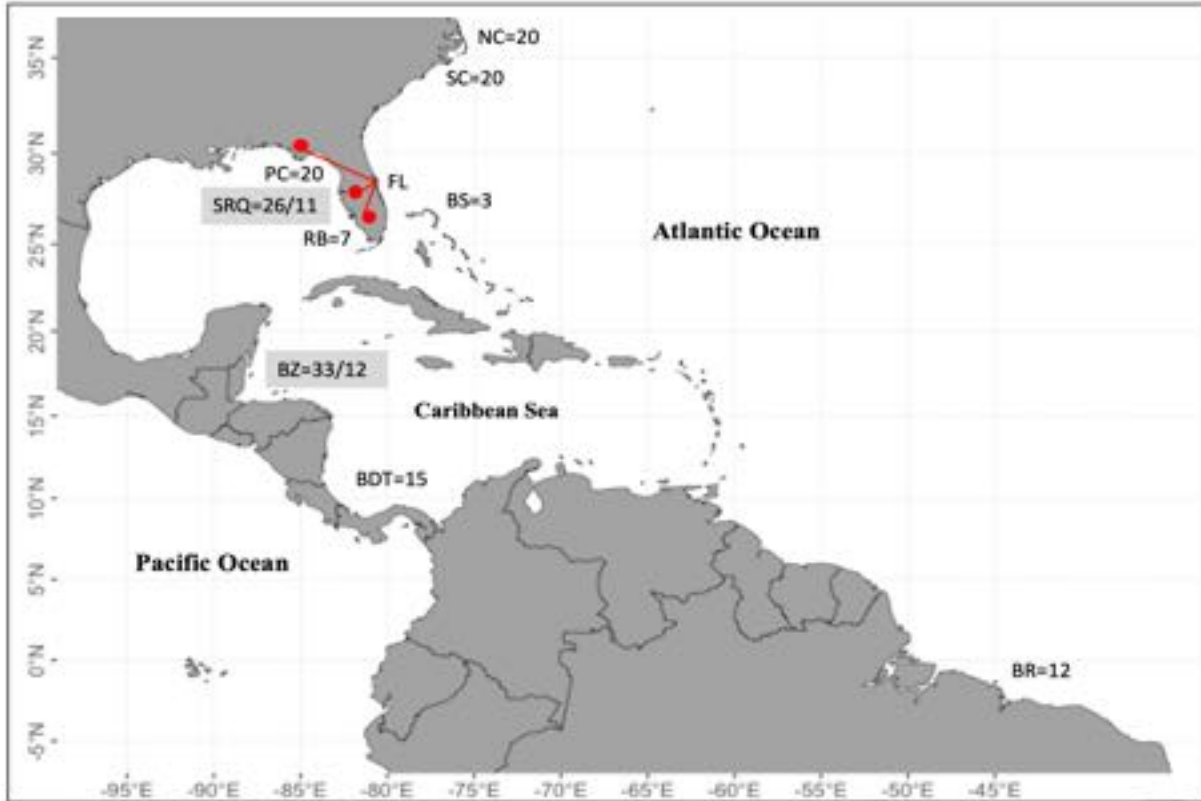 NC=20
35°N
SC=20
30°N
PC=20
FL
SRQ=26/11
BS=3
RB=7
Atlantic Ocean
25°N
20°N
BZ=33/12
Caribbean Sea
15°N
BDT=15
10°N
Pacific Ocean
5°N
0°N
BR=12
-5°N
-95°E -90°E -85°E -80°E -75°E -70°E -65°E -60°E -55°E -50°E -45°E